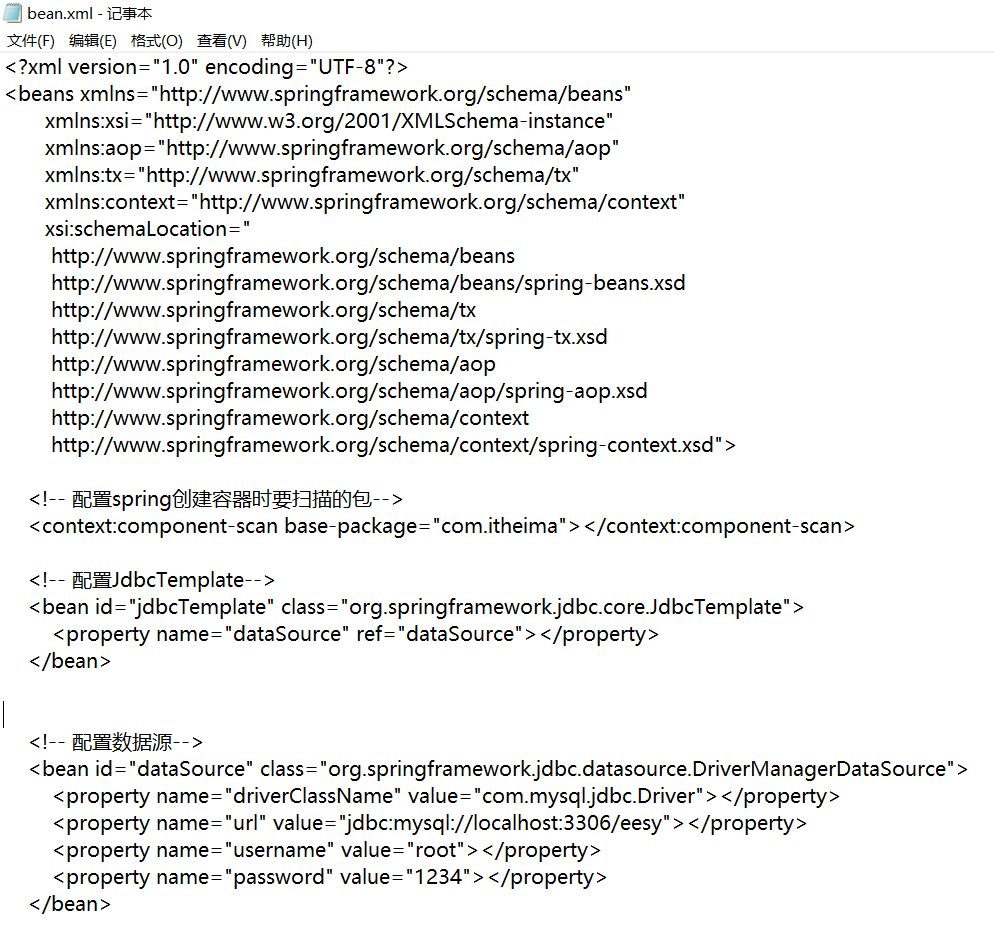 bean.xml - 记事本
文件(F) 编辑(E) 格式(O) 查看(V) 帮助(H)
<?xml version="1.0" encoding="UTF-8"?>
<beans xmlns="http://www.springframework.org/schema/beans"
xmlns:xsi="http://www.w3.org/2001/XMLSchema-instance"
xmlns:aop="http://www.springframework.org/schema/aop"
xmlns:tx="http://www.springframework.org/schema/tx"
xmlns:context="http://www.springframework.org/schema/context"
xsi:schemaLocation="
http://www.springframework.org/schema/beans
http://www.springframework.org/schema/beans/spring-beans.xsd
http://www.springframework.org/schema/tx
http://www.springframework.org/schema/tx/spring-tx.xsd
http://www.springframework.org/schema/aop
http://www.springframework.org/schema/aop/spring-aop.xsd
http://www.springframework.org/schema/context
http://www.springframework.org/schema/context/spring-context.xsd">
<!-- 配置spring创建容器时要扫描的包-->
<context:component-scan base-package="com.itheima"></context:component-scan>
<!-- 配置JdbcTemplate-->
<bean id="jdbcTemplate" class="org.springframework.jdbc.core.JdbcTemplate">
<property name="dataSource" ref="dataSource"></property>
</bean>
<!-- 配置数据源-->
<bean id="dataSource" class="org.springframework.jdbc.datasource.DriverManagerDataSource">
<property name="driverClassName" value="com.mysql.jdbc.Driver"></property>
<property name="url" value="jdbc:mysql://localhost:3306/eesy"></property>
<property name="username" value="root"></property>
<property name="password" value="1234"></property>
</bean>